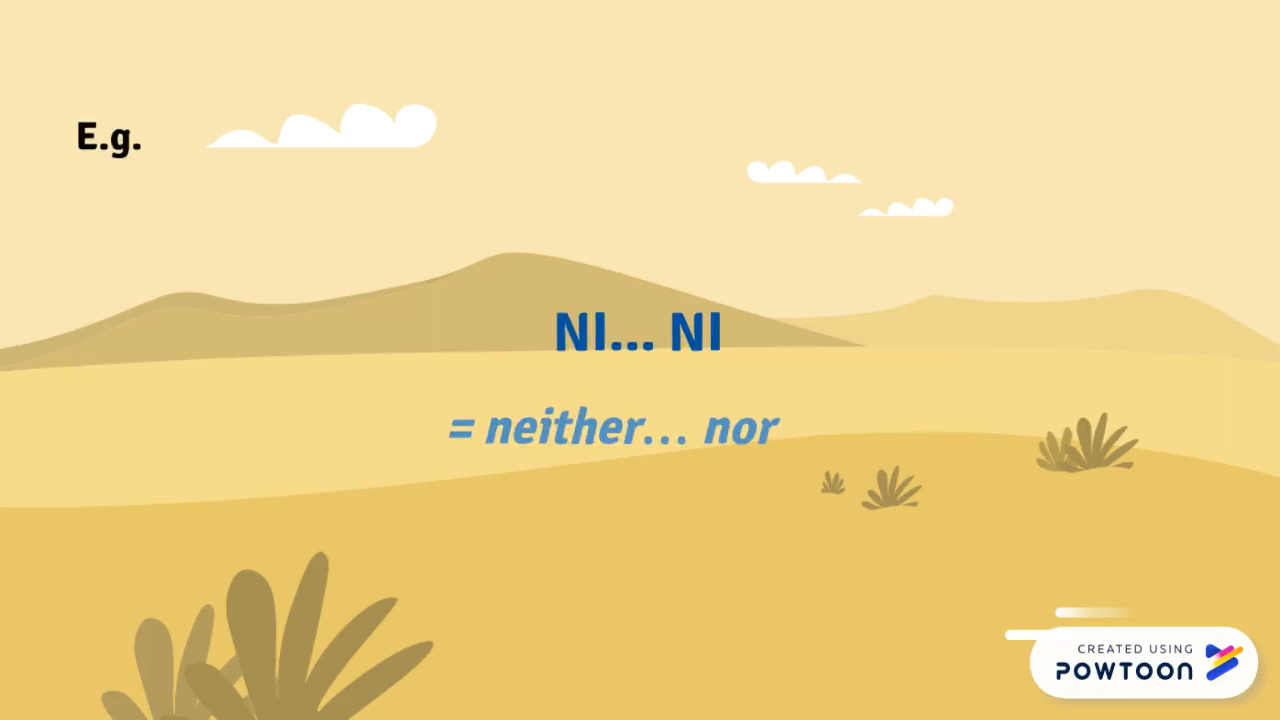 E.g.
NI... NI
= neither... nor
CREATED USING
POWTOON